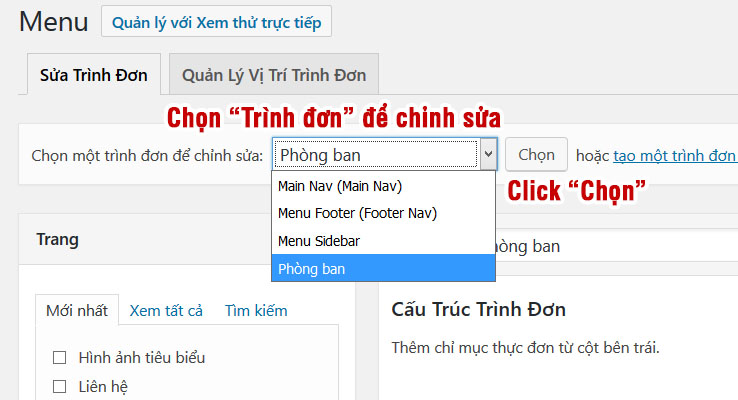 Menu Quản lý với Xem thử trực tiếp
Sửa Trình Đơn Quản Lý Vị Trí Trình Đơn
Chọn “Trình đơn” để chỉnh sửa
Chọn một trình đơn để chỉnh sửa: Phòng ban Chọn hoặc tạo một trình đơn
Main Nav (Main Nav)
Click “Chọn”
Menu Footer (Footer Nav)
Menu Sidebar
Phòng ban
Trang
hòng ban
Mới nhất Xem tất cả Tìm kiếm
Cấu Trúc Trình Đơn
Thêm chỉ mục thực đơn từ cột bên trái.
Hình ảnh tiêu biểu
Liên hệ